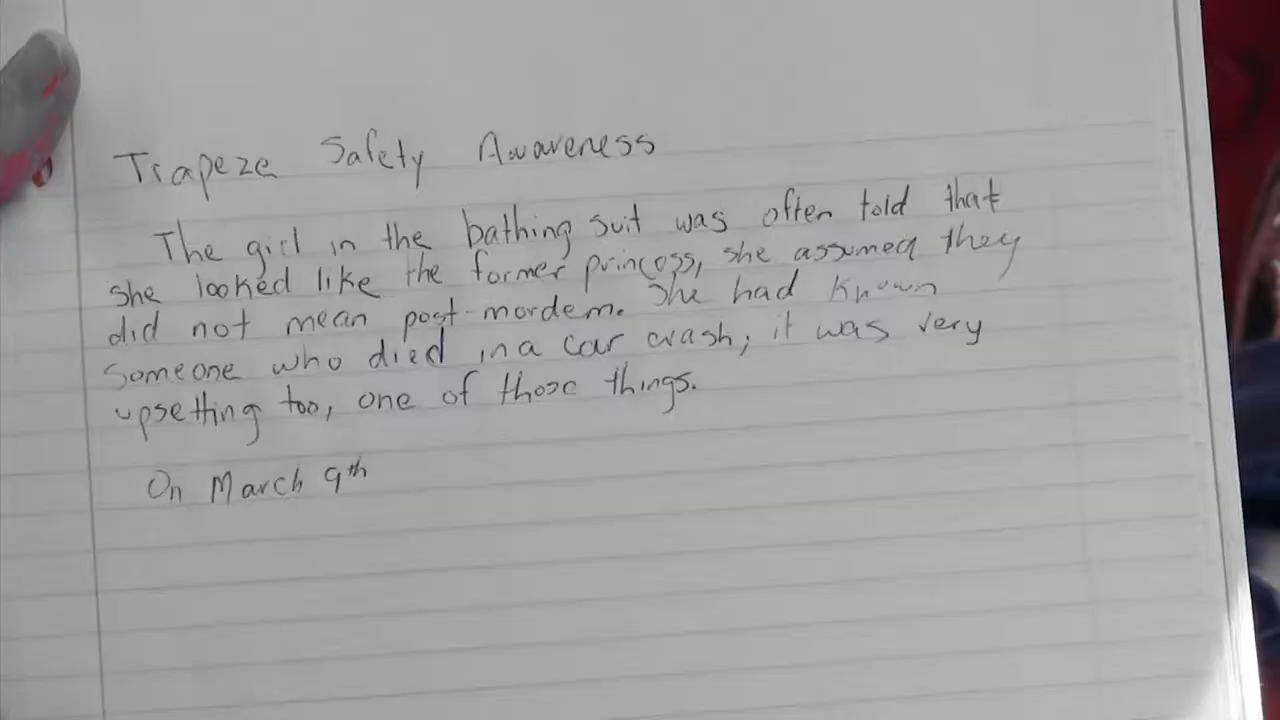 Trapeze Safety Awareness
The girl in the bathing suit was often told that
she looked like the former princess, she assumed they
did not mean post-mordem. She had known
someone who died in a car crash; it was very
upsetting too, one of those things.
On March 9th